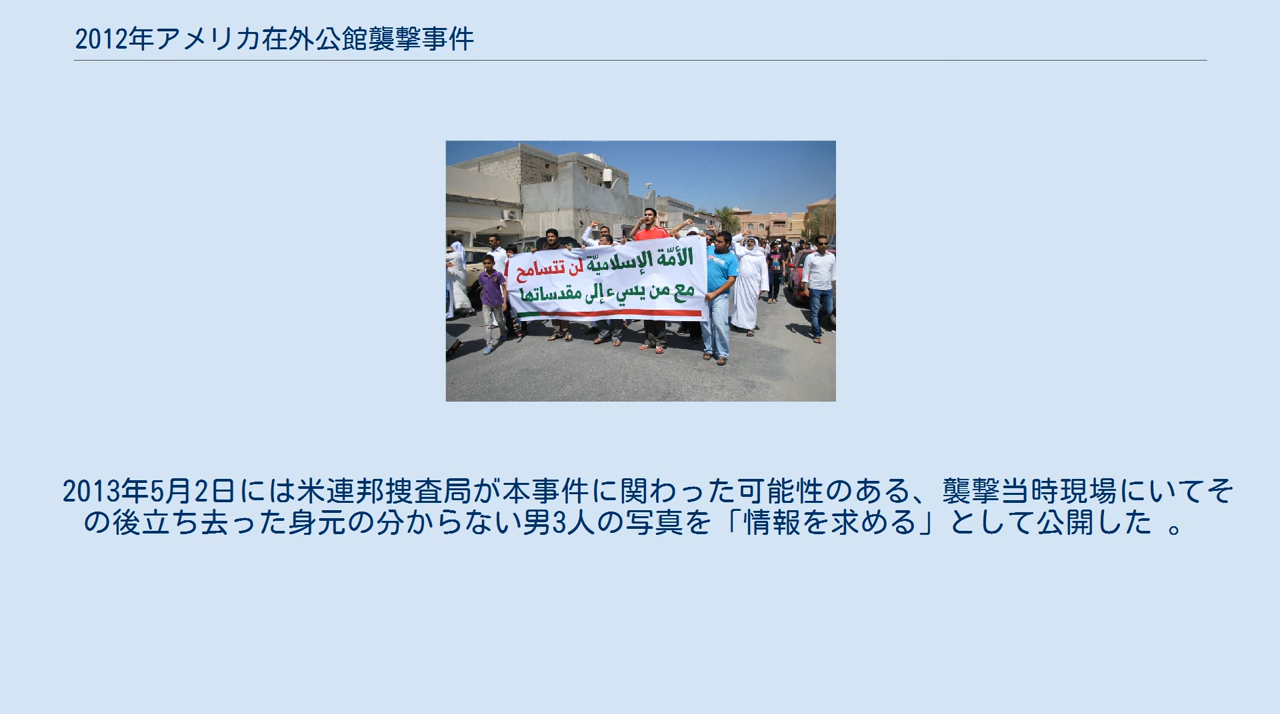 2012年アメリカ在外公館襲撃事件
الأمّة الإسلاميّة لن تتسامح
مع من يسيء إلى مقدساتها
2013年5月2日には米連邦捜査局が本事件に関わった可能性のある、襲撃当時現場にいてそ
の後立ち去った身元の分からない男3人の写真を「情報を求める」として公開した 。